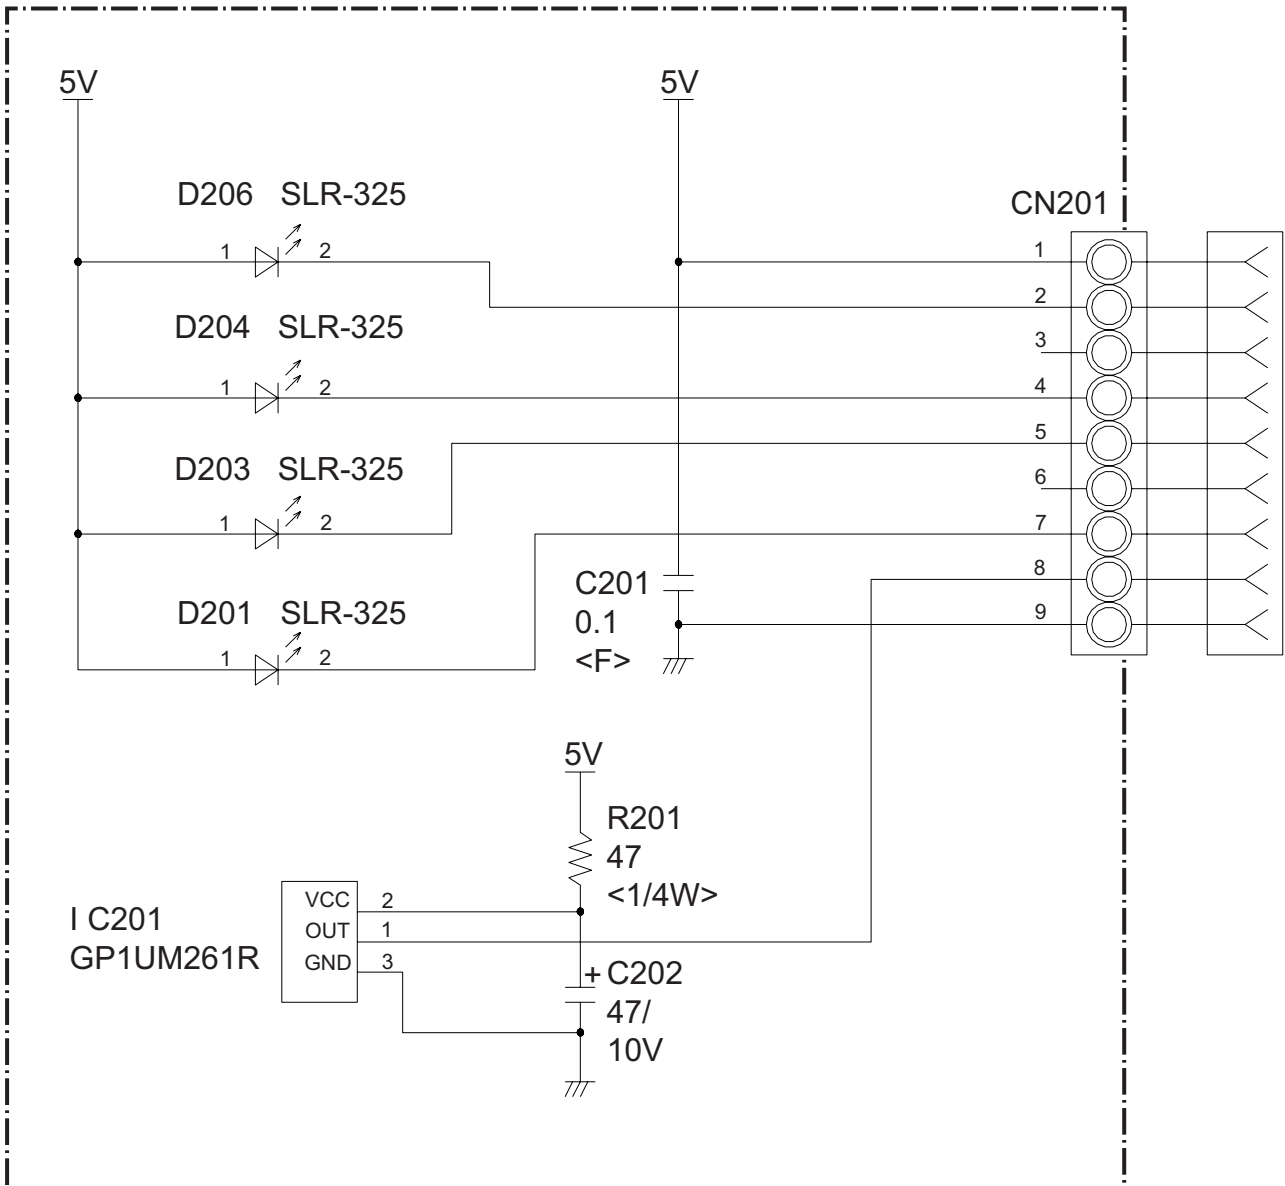 5V
5V
D206 SLR-325
CN201
1 2
1
2
D204 SLR-325
3
1 2
4
5
D203 SLR-325
6
1 2
7
8
C201
D201 SLR-325
0.1
9
1 2
<F>
5V
R201
47
<1/4W>
VCC 2
I C201
OUT 1
GP1UM261R
GND 3
+ C202
47/
10V